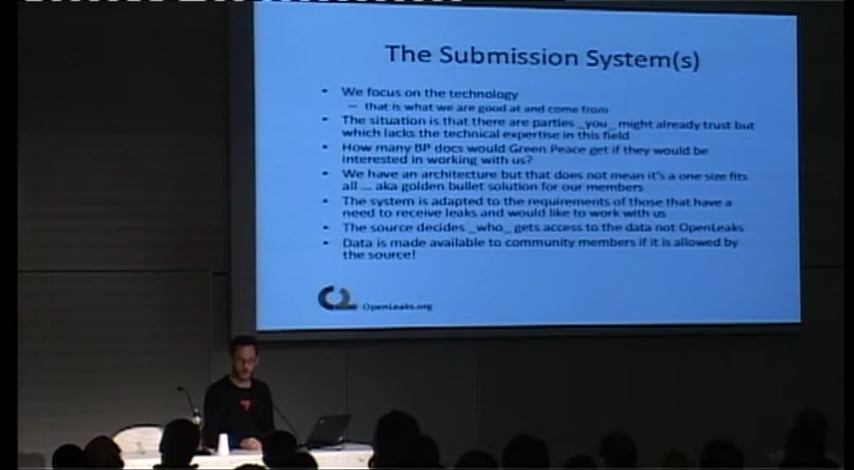 The Submission System(s)
• We focus on the technology
– that is what we are good at and come from
• The situation is that there are parties _you_ might already trust but
which lacks the technical expertise in this field
• How many BP docs would Green Peace get if they would be
interested in working with us?
• We have an architecture but that does not mean it's a one size fits
all ... aka golden bullet solution for our members
• The system is adapted to the requirements of those that have a
need to receive leaks and would like to work with us
• The source decides _who_ gets access to the data not OpenLeaks
• Data is made available to community members if it is allowed by
the source!
OpenLeaks.org